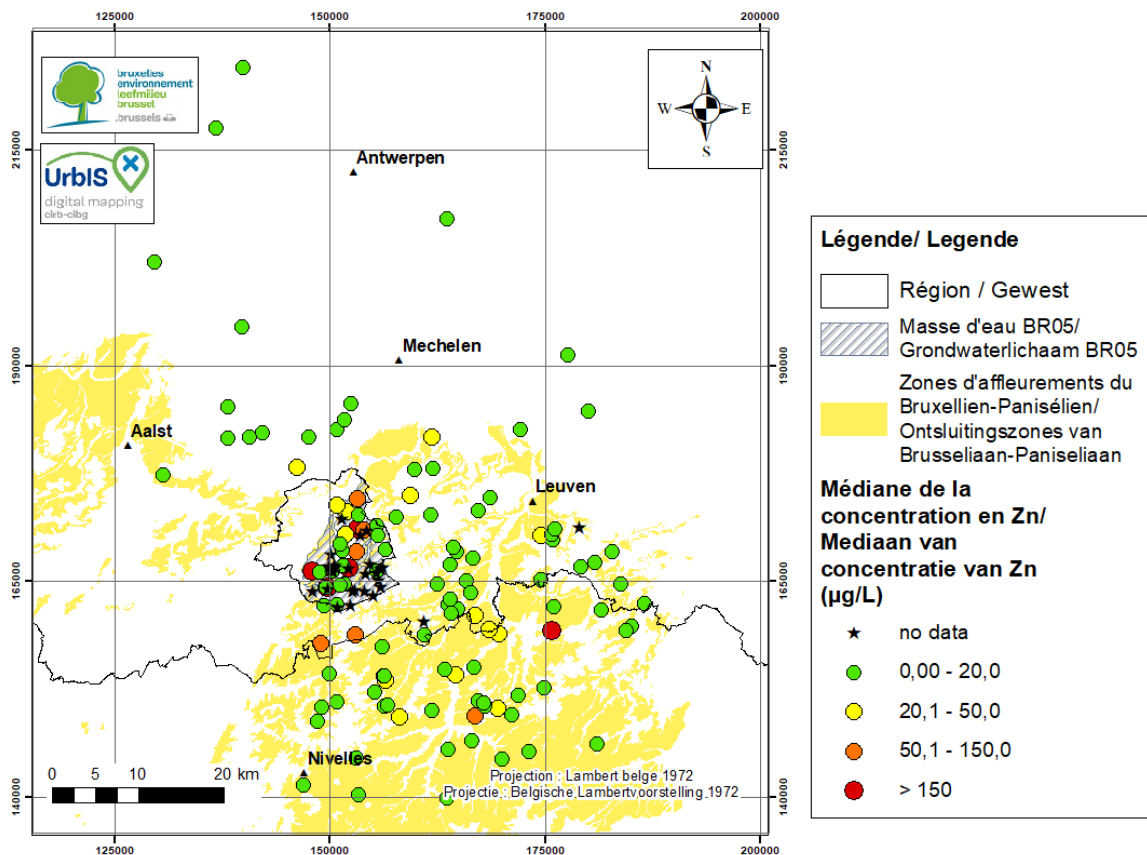 125000 150000 175000 200000
bruxelles
environnement
leefmilieu
brussel
.brussels
UrbIS
digital mapping
cirb-cibg
N
W E
S
215000 215000
Antwerpen
Mechelen
190000 190000
Aalst
Leuven
165000 165000
Nivelles
0 5 10 20 km
Projection : Lambert belge 1972
Projectie : Belgische Lambertvoorstelling 1972
140000 140000
125000 150000 175000 200000
Légende/ Legende
Région / Gewest
Masse d'eau BR05/
Grondwaterlichaam BR05
Zones d'affleurements du
Bruxellien-Panisélien/
Ontsluitingszones van
Brusseliaan-Paniseliaan
Médiane de la
concentration en Zn/
Mediaan van
concentratie van Zn
(µg/L)
no data
0,00 - 20,0
20,1 - 50,0
50,1 - 150,0
> 150